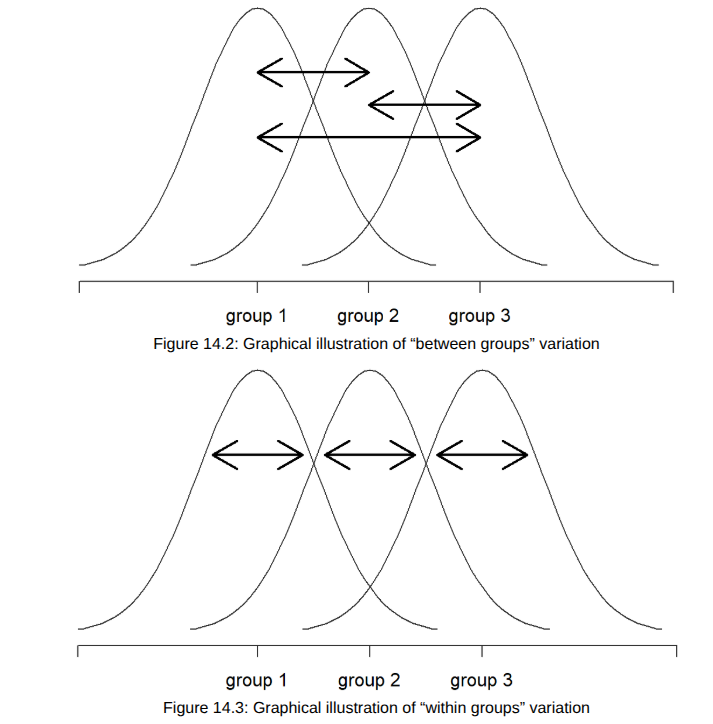 group 1 group 2 group 3
Figure 14.2: Graphical illustration of “between groups” variation
group 1 group 2 group 3
Figure 14.3: Graphical illustration of “within groups” variation